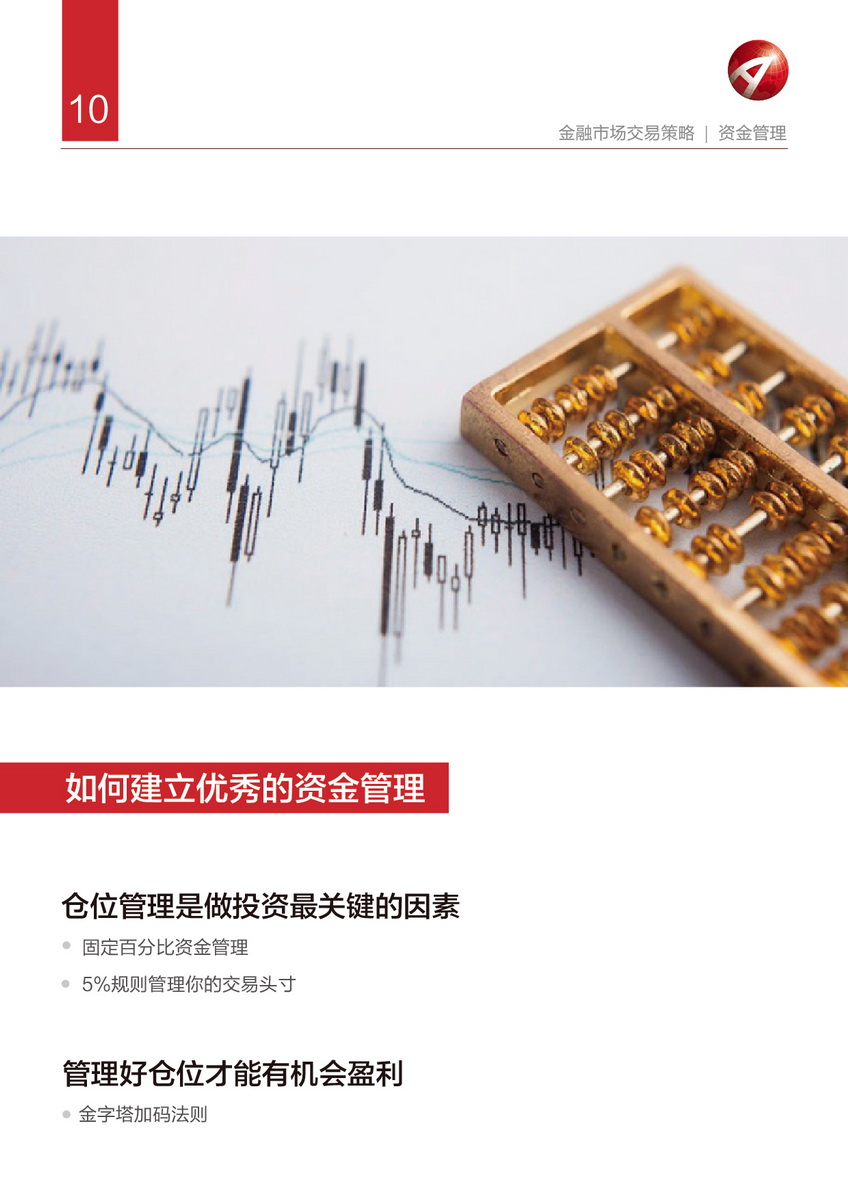 10
金融市场交易策略 | 资金管理
如何建立优秀的资金管理
仓位管理是做投资最关键的因素
固定百分比资金管理
5%规则管理你的交易头寸
管理好仓位才能有机会盈利
金字塔加码法则